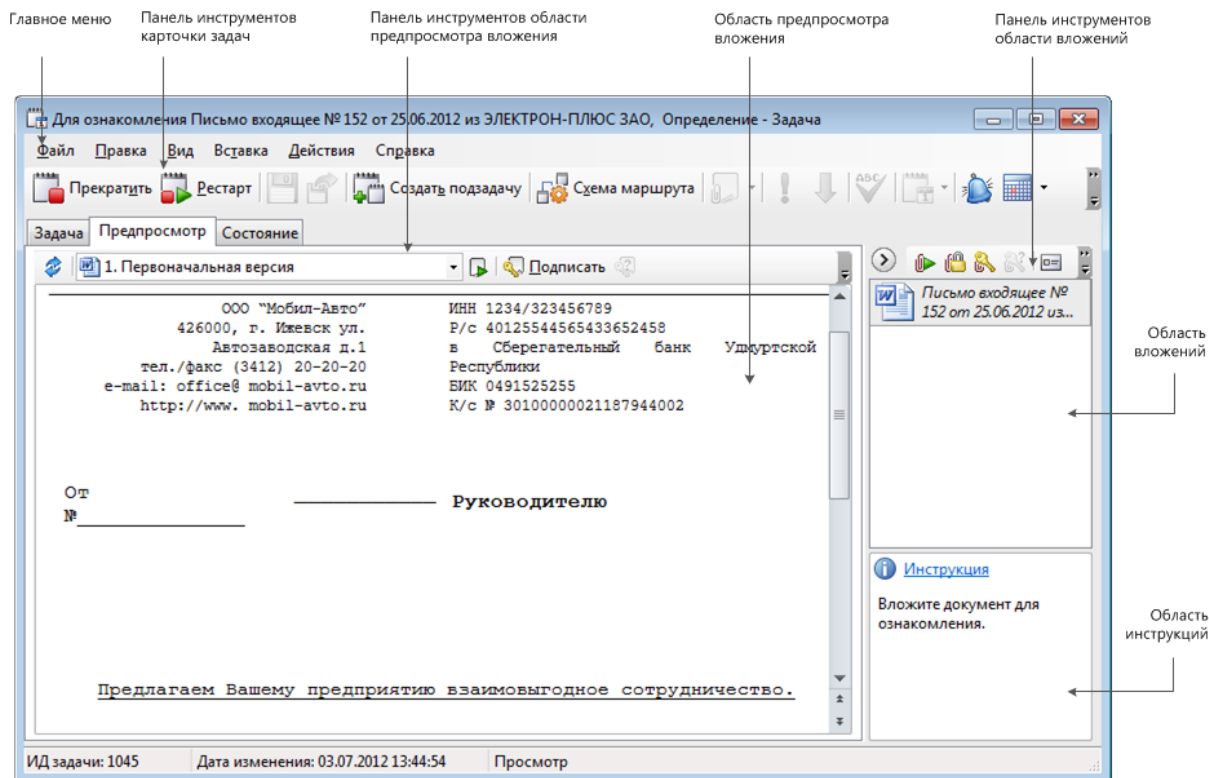 Главное меню
Панель инструментов
карточки задач
Панель инструментов области
предпросмотра вложения
Область предпросмотра
вложения
Панель инструментов
области вложений
Для ознакомления Письмо входящее № 152 от 25.06.2012 из ЭЛЕКТРОН-ПЛЮС ЗАО, Определение - Задача
Файл Правка Вид Вставка Действия Справка
Прекратить Рестарт Создать подзадачу Схема маршрута ABC
Задача Предпросмотр Состояние
1. Первоначальная версия Подписать
ООО "Мобил-Авто" ИНН 1234/323456789
426000, г. Ижевск ул. Р/с 40125544565433652458
Автозаводская д.1 в Сберегательный банк Удмуртской
тел./факс (3412) 20-20-20 Республики
e-mail: office@ mobil-avto.ru БИК 0491525255
http://www. mobil-avto.ru К/с № 30100000021187944002
Письмо входящее №
152 от 25.06.2012 из...
Область
вложений
От
№ Руководителю
Инструкция
Вложите документ для
ознакомления.
Область
инструкций
Предлагаем Вашему предприятию взаимовыгодное сотрудничество.
ИД задачи: 1045 Дата изменения: 03.07.2012 13:44:54 Просмотр